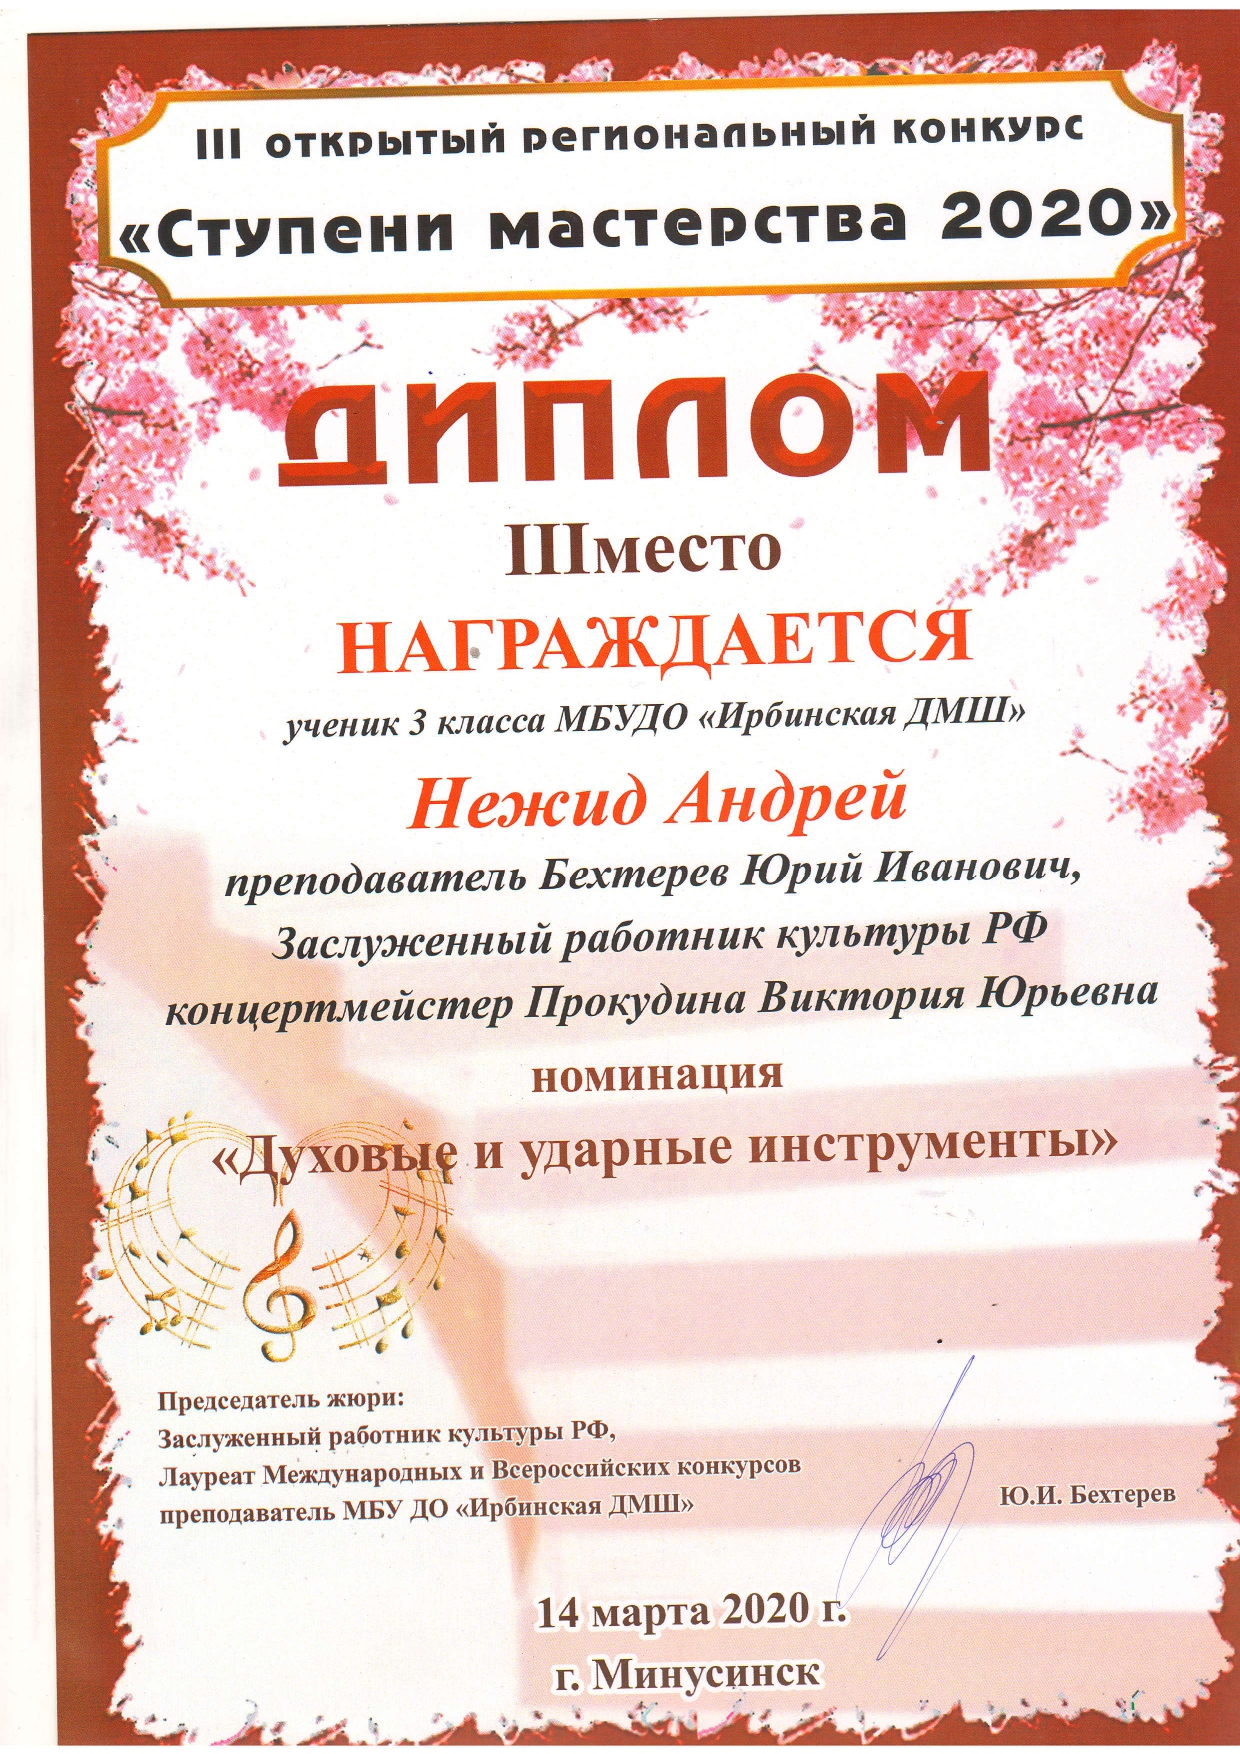 III открытый региональный конкурс
«Ступени мастерства 2020»
ДИПЛОМ
IIIместо
НАГРАЖДАЕТСЯ
ученик 3 класса МБУДО «Ирбинская ДМШ»
Нежид Андрей
преподаватель Бехтерев Юрий Иванович,
Заслуженный работник культуры РФ
концертмейстер Прокудина Виктория Юрьевна
номинация
«Духовые и ударные инструменты»
Председатель жюри:
Заслуженный работник культуры РФ,
Лауреат Международных и Всероссийских конкурсов
преподаватель МБУ ДО «Ирбинская ДМШ»
Ю.И. Бехтерев
14 марта 2020 г.
г. Минусинск